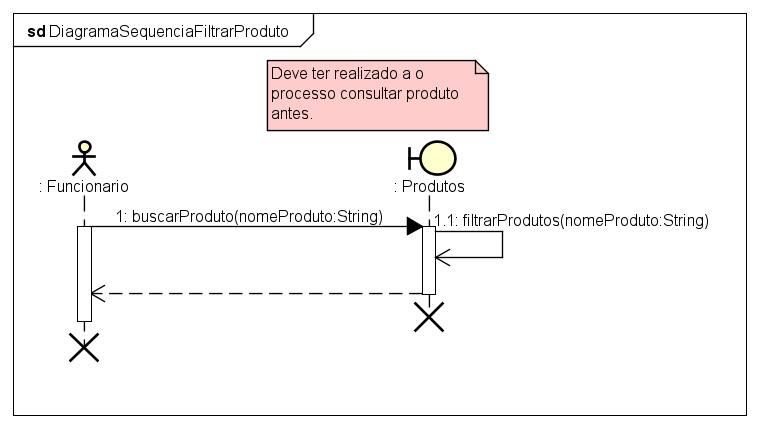 sd DiagramaSequenciaFiltrarProduto
Deve ter realizado a o
processo consultar produto
antes.
: Funcionario
: Produtos
1: buscarProduto(nomeProduto:String)
1.1: filtrarProdutos(nomeProduto:String)